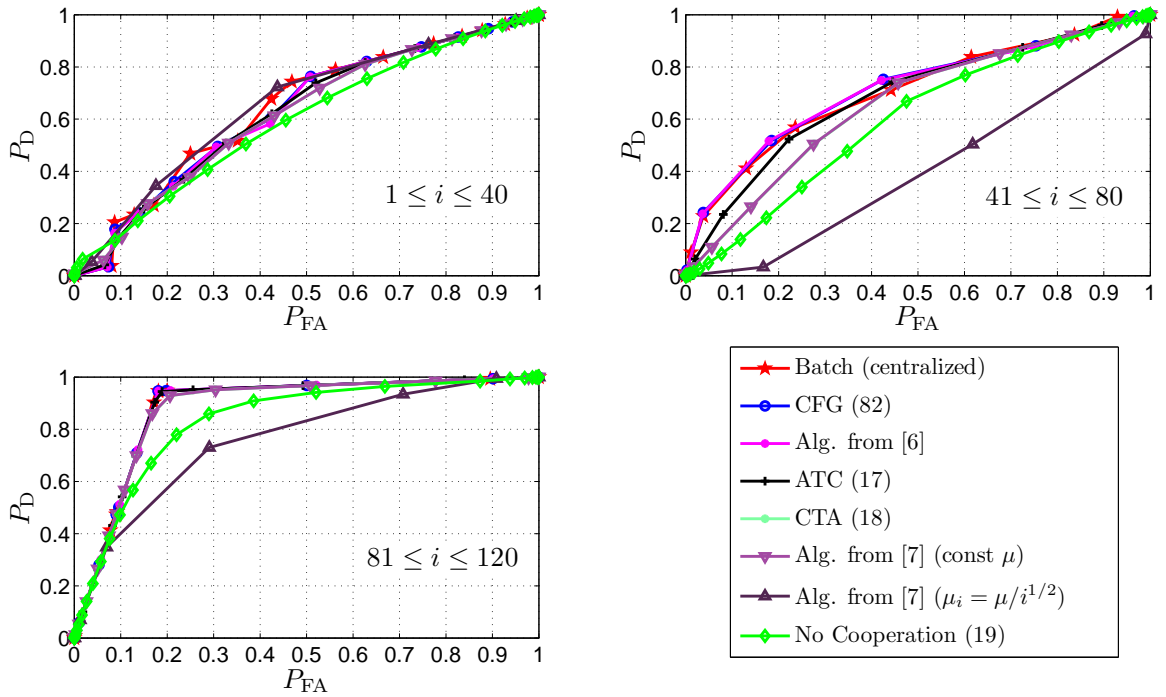 1
0.8
0.6
0.4
0.2
0
P_D
0 0.1 0.2 0.3 0.4 0.5 0.6 0.7 0.8 0.9 1
P_FA
1 ≤ i ≤ 40
1
0.8
0.6
0.4
0.2
0
P_D
0 0.1 0.2 0.3 0.4 0.5 0.6 0.7 0.8 0.9 1
P_FA
41 ≤ i ≤ 80
1
0.8
0.6
0.4
0.2
0
P_D
0 0.1 0.2 0.3 0.4 0.5 0.6 0.7 0.8 0.9 1
P_FA
81 ≤ i ≤ 120
Batch (centralized)
CFG (82)
Alg. from [6]
ATC (17)
CTA (18)
Alg. from [7] (const μ)
Alg. from [7] (μ_i = μ/i^{1/2})
No Cooperation (19)